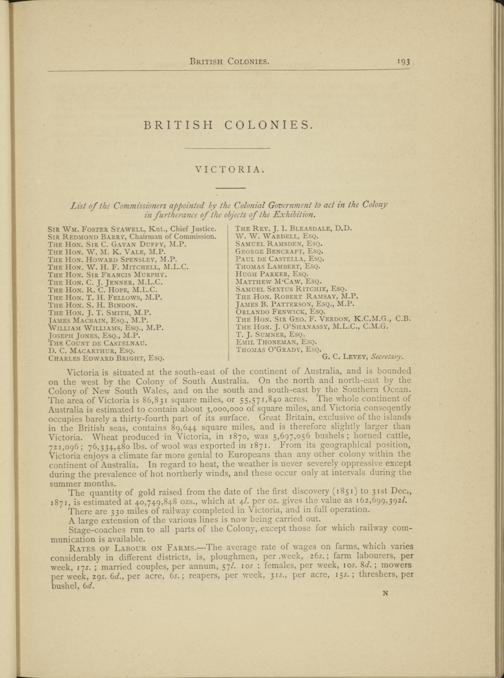 BRITISH COLONIES. 193
BRITISH COLONIES.
VICTORIA.
List of the Commissioners appointed by the Colonial Government to act in the Colony
in furtherance of the objects of the Exhibition.
SIR WM. FOSTER STAWELL, Knt., Chief Justice.
SIR REDMOND BARRY, Chairman of Commission.
THE HON. SIR C. GAVAN DUFFY, M.P.
THE HON. W. M. K. VALE, M.P.
THE HON. HOWARD SPENSLEY, M.P.
THE HON. W. H. F. MITCHELL, M.L.C.
THE HON. SIR FRANCIS MURPHY.
THE HON. C. J. JENNER, M.L.C.
THE HON. R. C. HOPE, M.L.C.
THE HON. T. H. FELLOWS, M.P.
THE HON. S. H. BINDON.
THE HON. J. T. SMITH, M.P.
JAMES MACBAIN, ESQ., M.P.
WILLIAM WILLIAMS, ESQ., M.P.
JOSEPH JONES, ESQ., M.P.
THE COUNT DE CASTELNAU.
D. C. MACARTHUR, ESQ.
CHARLES EDWARD BRIGHT, ESQ.
THE REV. J. I. BLEASDALE, D.D.
W. W. WARDELL, ESQ.
SAMUEL RAMSDEN, ESQ.
GEORGE BENCRAFT, ESQ.
PAUL DE CASTELLA, ESQ.
THOMAS LAMBERT, ESQ.
HUGH PARKER, ESQ.
MATTHEW M'CAW, ESQ.
SAMUEL SEXTUS RITCHIE, ESQ.
THE HON. ROBERT RAMSAY, M.P.
JAMES B. PATTERSON, ESQ., M.P.
ORLANDO FENWICK, ESQ.
THE HON. SIR GEO. F. VERDON, K.C.M.G., C.B.
THE HON. J. O'SHANASSY, M.L.C., C.M.G.
T. J. SUMNER, ESQ.
EMIL THONEMAN, ESQ.
THOMAS O'GRADY, ESQ.
G. C. LEVEY, Secretary.
Victoria is situated at the south-east of the continent of Australia, and is bounded
on the west by the Colony of South Australia. On the north and north-east by the
Colony of New South Wales, and on the south and south-east by the Southern Ocean.
The area of Victoria is 86,831 square miles, or 55,571,840 acres. The whole continent of
Australia is estimated to contain about 3,000,000 of square miles, and Victoria conseqently
occupies barely a thirty-fourth part of its surface. Great Britain, exclusive of the islands
in the British seas, contains 89,644 square miles, and is therefore slightly larger than
Victoria. Wheat produced in Victoria, in 1870, was 5,697,056 bushels; horned cattle,
721,096; 76,334,480 lbs. of wool was exported in 1871. From its geographical position,
Victoria enjoys a climate far more genial to Europeans than any other colony within the
continent of Australia. In regard to heat, the weather is never severely oppressive except
during the prevalence of hot northerly winds, and these occur only at intervals during the
summer months.
The quantity of gold raised from the date of the first discovery (1851) to 31st Dec.,
1871, is estimated at 40,749,848 ozs., which at 4l. per oz. gives the value as 162,699,392l.
There are 330 miles of railway completed in Victoria, and in full operation.
A large extension of the various lines is now being carried out.
Stage-coaches run to all parts of the Colony, except those for which railway com-
munication is available.
RATES OF LABOUR ON FARMS.—The average rate of wages on farms, which varies
considerably in different districts, is, ploughmen, per week, 26s.; farm labourers, per
week, 17s.; married couples, per annum, 57l. 10s; females, per week, 10s. 8d.; mowers
per week, 29s. 6d., per acre, 6s.; reapers, per week, 31s., per acre, 15s.; threshers, per
bushel, 6d.
N